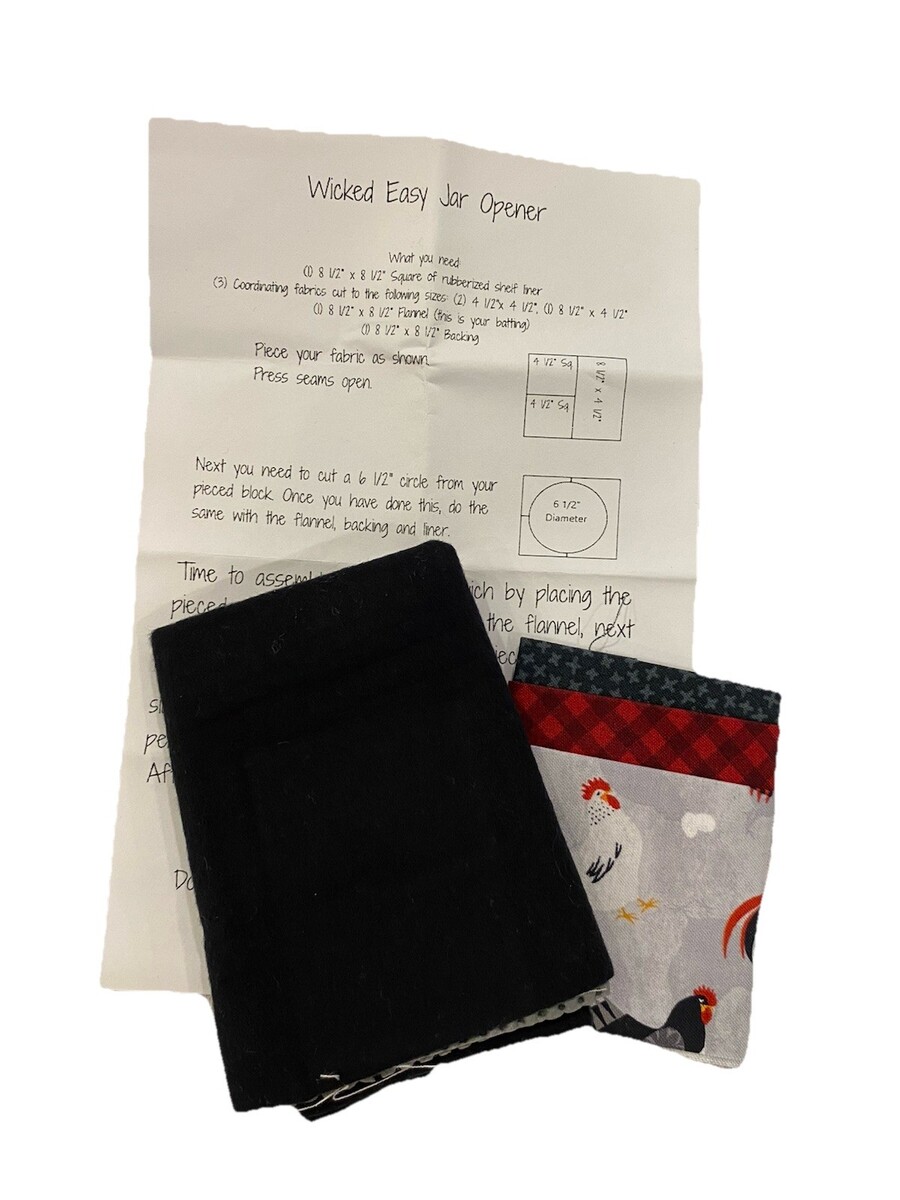 Wicked Easy Jar Opener
What you need:
(1) 8 1/2" x 8 1/2" Square of rubberized shelf liner
(3) Coordinating fabrics cut to the following sizes: (2) 4 1/2"x 4 1/2", (1) 8 1/2" x 4 1/2"
(1) 8 1/2" x 8 1/2" Flannel (this is your batting)
(1) 8 1/2" x 8 1/2" Backing
Piece your fabric as shown.
Press seams open.
4 1/2" Sq
4 1/2" Sq
8 1/2" x 4 1/2"
Next you need to cut a 6 1/2" circle from your
pieced block. Once you have done this, do the
same with the flannel, backing and liner.
6 1/2"
Diameter
Time to by placing the
the flannel, next